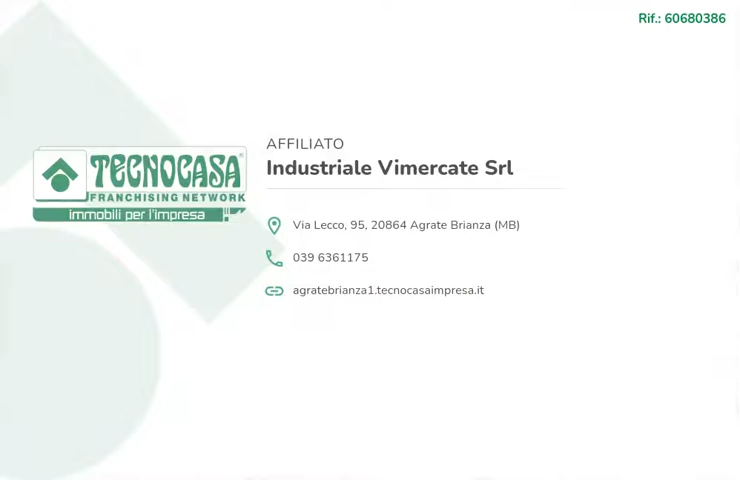 Rif.: 60680386
AFFILIATO
Industriale Vimercate Srl
TECNOCASA®
FRANCHISING NETWORK
immobili per l'impresa
Via Lecco, 95, 20864 Agrate Brianza (MB)
039 6361175
agratebrianza1.tecnocasaimpresa.it